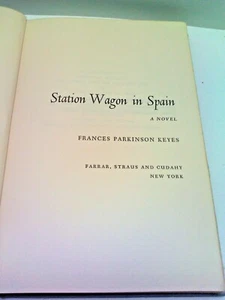 Station Wagon in Spain
A NOVEL
FRANCES PARKINSON KEYES
FARRAR, STRAUS AND CUDAHY
NEW YORK